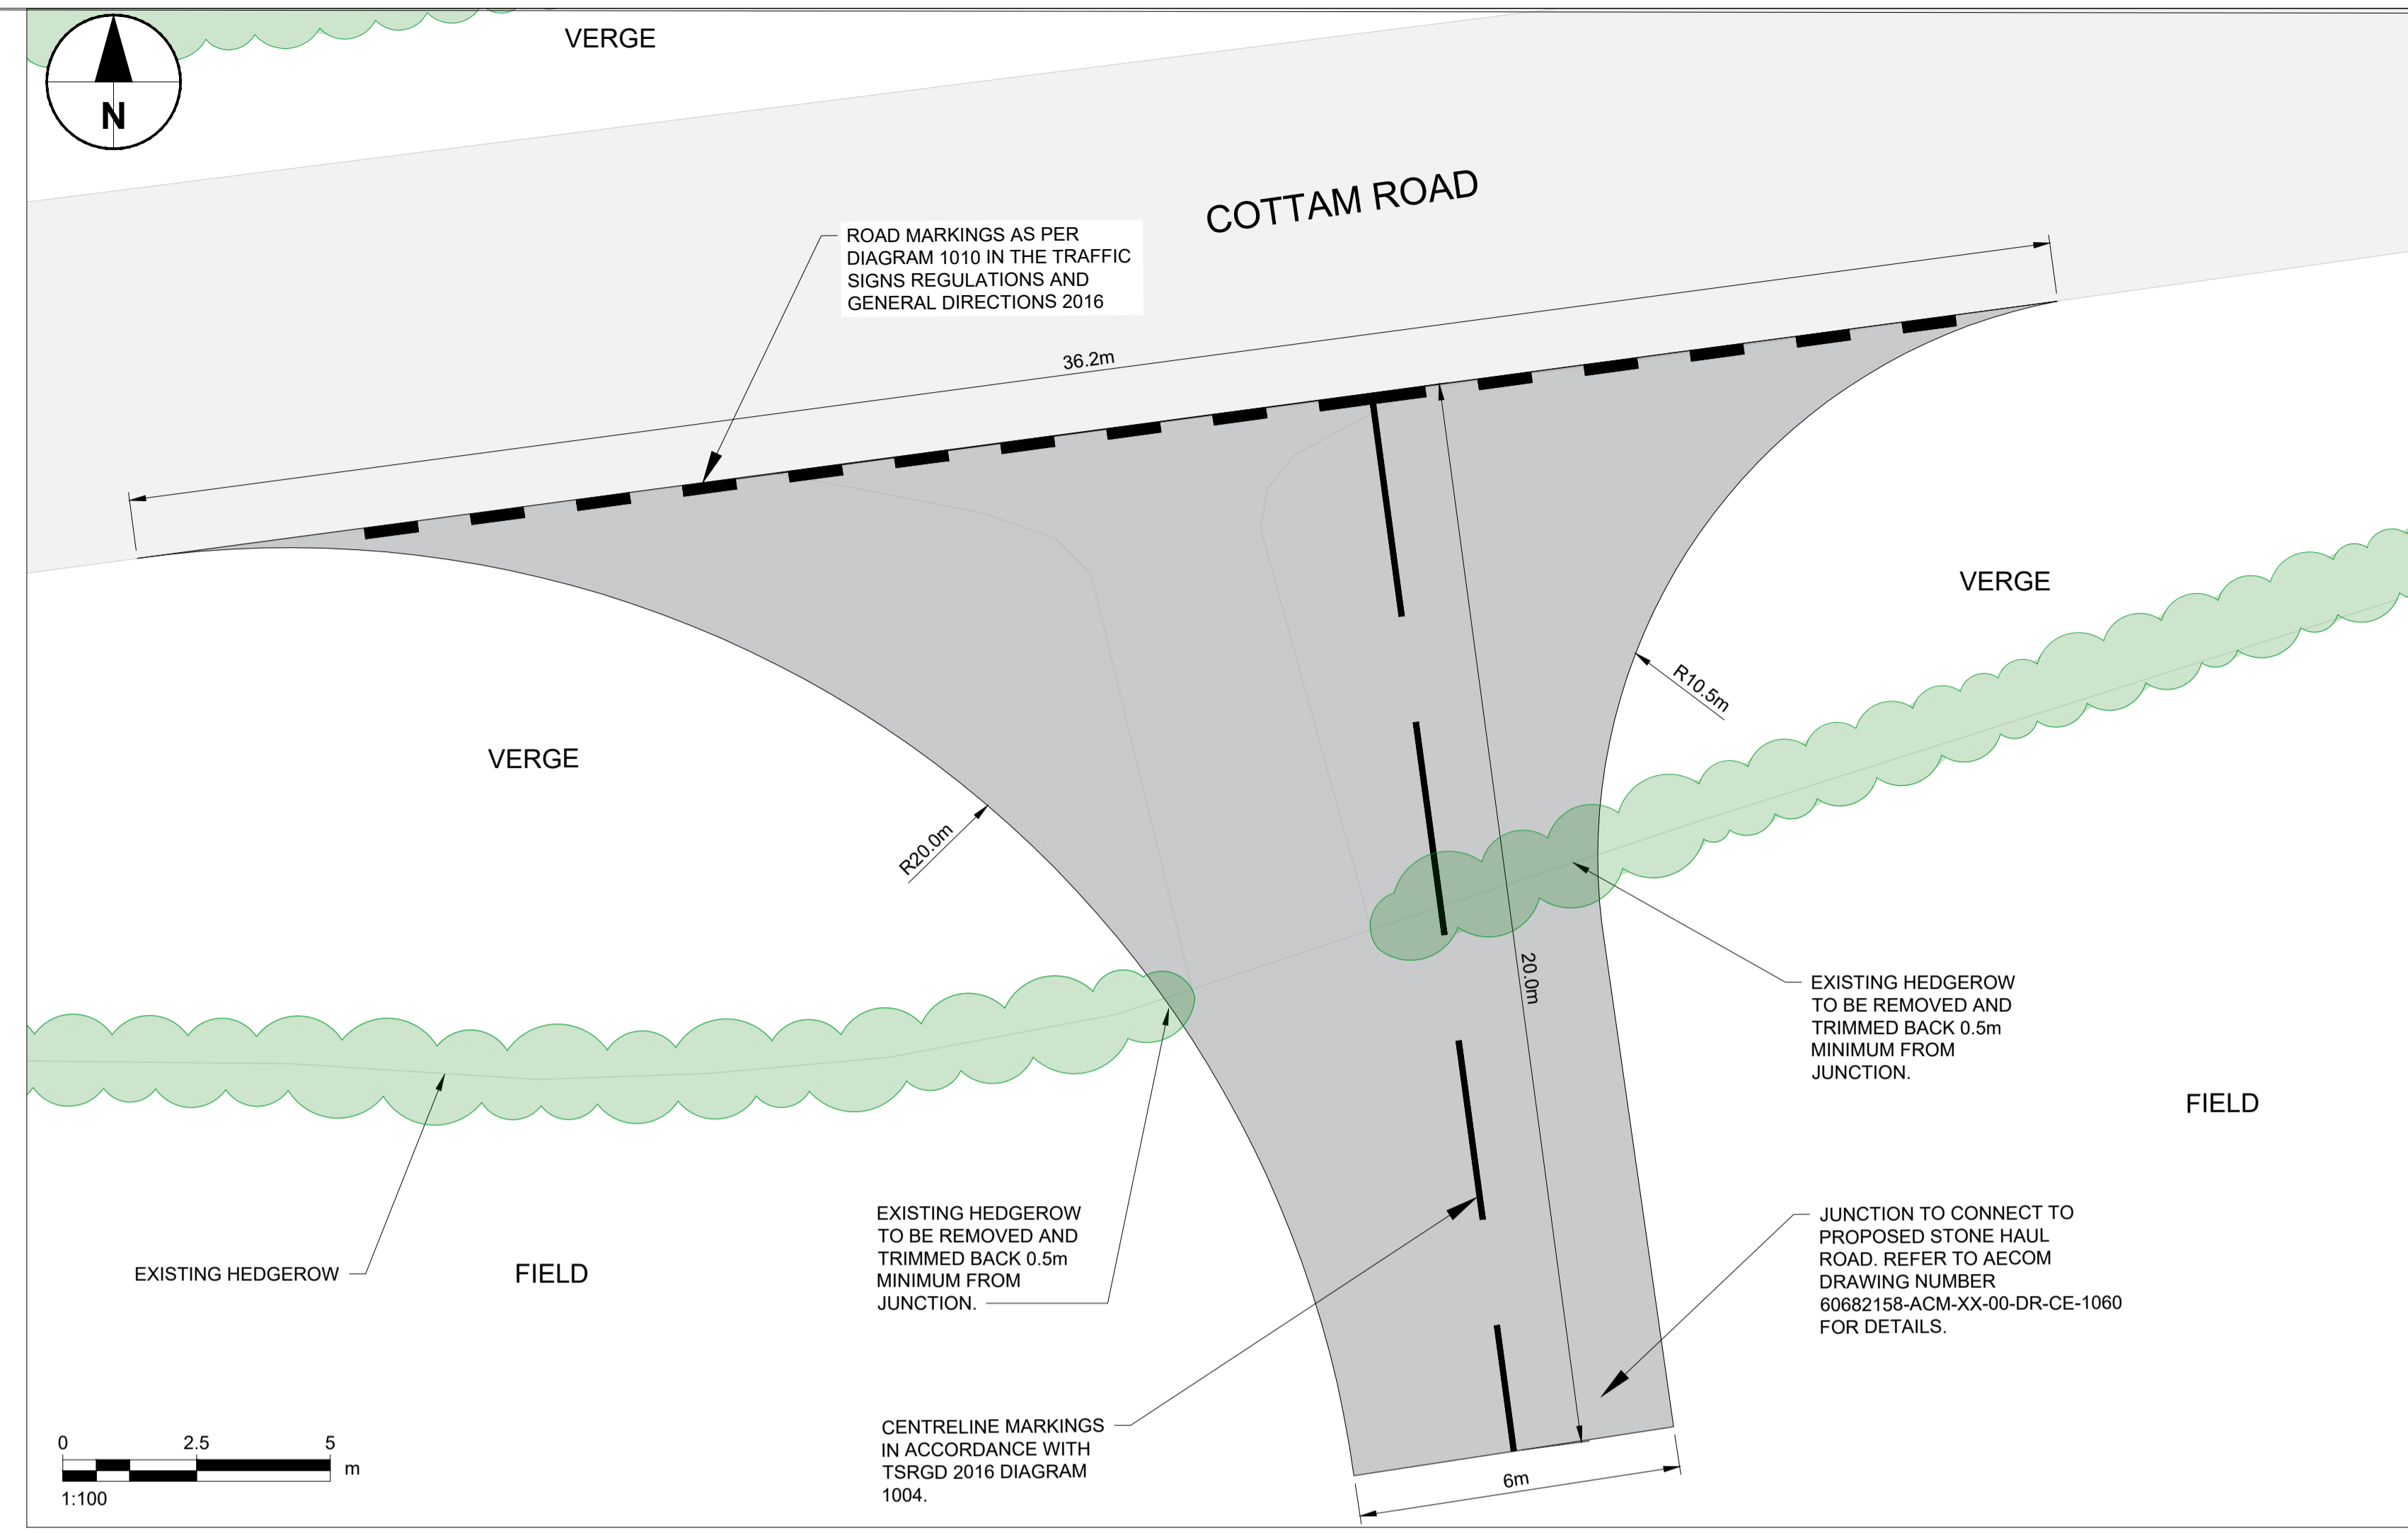 VERGE
N
COTTAM ROAD
ROAD MARKINGS AS PER
DIAGRAM 1010 IN THE TRAFFIC
SIGNS REGULATIONS AND
GENERAL DIRECTIONS 2016
36.2m
VERGE
R10.5m
VERGE
R20.0m
20.0m
EXISTING HEDGEROW
TO BE REMOVED AND
TRIMMED BACK 0.5m
MINIMUM FROM
JUNCTION.
FIELD
EXISTING HEDGEROW
TO BE REMOVED AND
TRIMMED BACK 0.5m
MINIMUM FROM
JUNCTION.
JUNCTION TO CONNECT TO
PROPOSED STONE HAUL
ROAD. REFER TO AECOM
DRAWING NUMBER
60682158-ACM-XX-00-DR-CE-1060
FOR DETAILS.
EXISTING HEDGEROW
FIELD
CENTRELINE MARKINGS
IN ACCORDANCE WITH
TSRGD 2016 DIAGRAM
1004.
0 2.5 5
m
1:100
6m